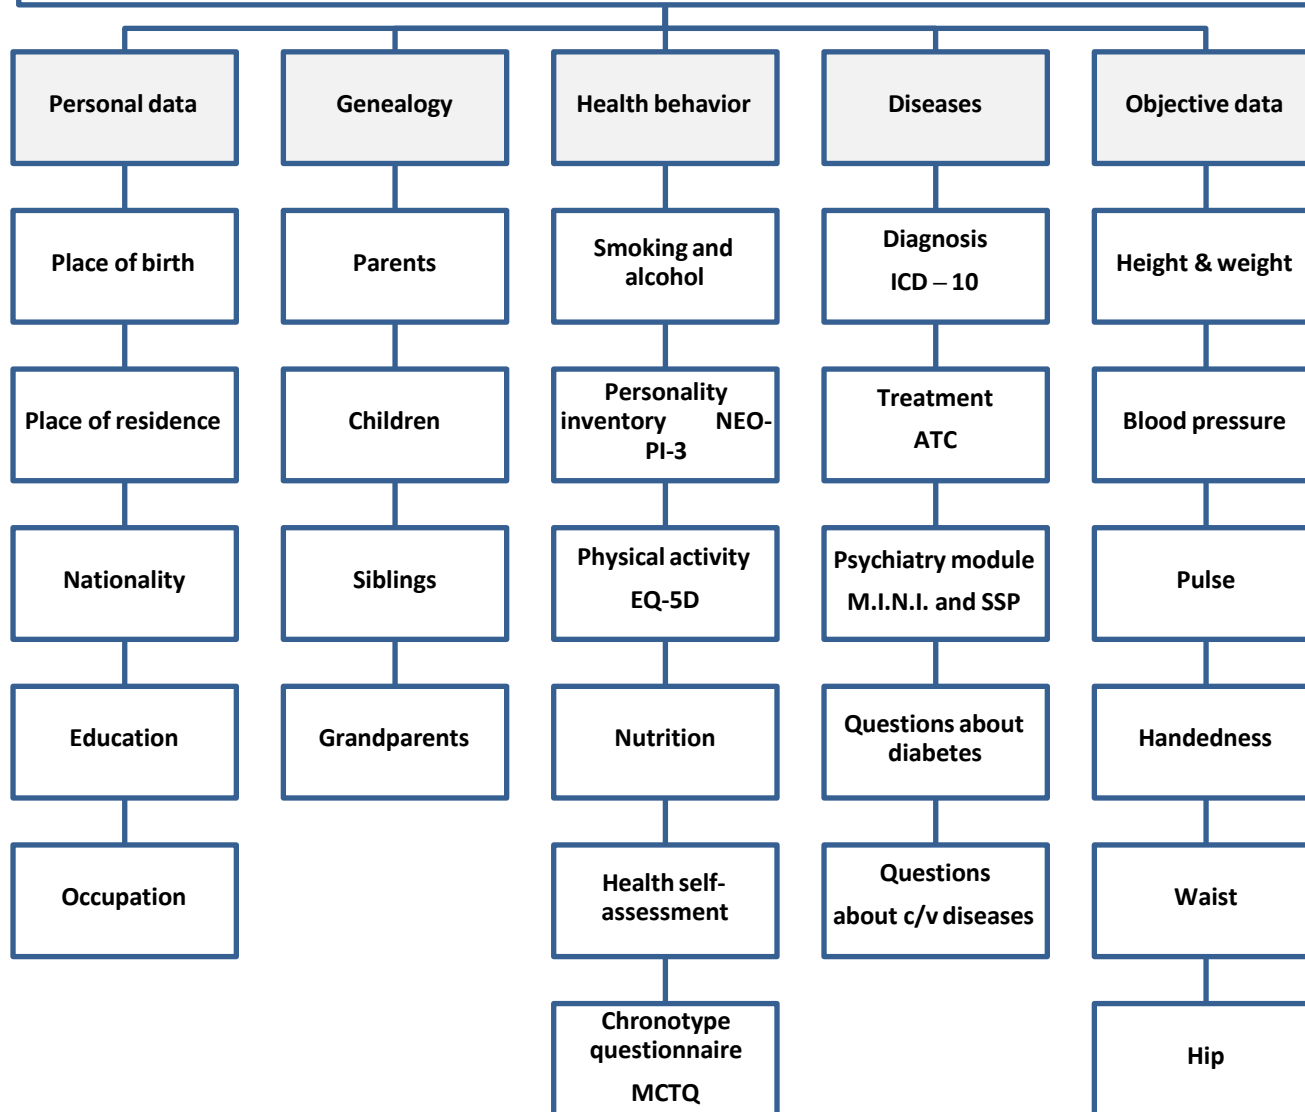 Personal data
Genealogy
Health behavior
Diseases
Objective data
Place of birth
Parents
Smoking and
alcohol
Diagnosis
ICD – 10
Height & weight
Place of residence
Children
Personality
inventory NEO-
PI-3
Treatment
ATC
Blood pressure
Nationality
Siblings
Physical activity
EQ-5D
Psychiatry module
M.I.N.I. and SSP
Pulse
Education
Grandparents
Nutrition
Questions about
diabetes
Handedness
Occupation
Health self-
assessment
Questions
about c/v diseases
Waist
Chronotype
questionnaire
MCTQ
Hip